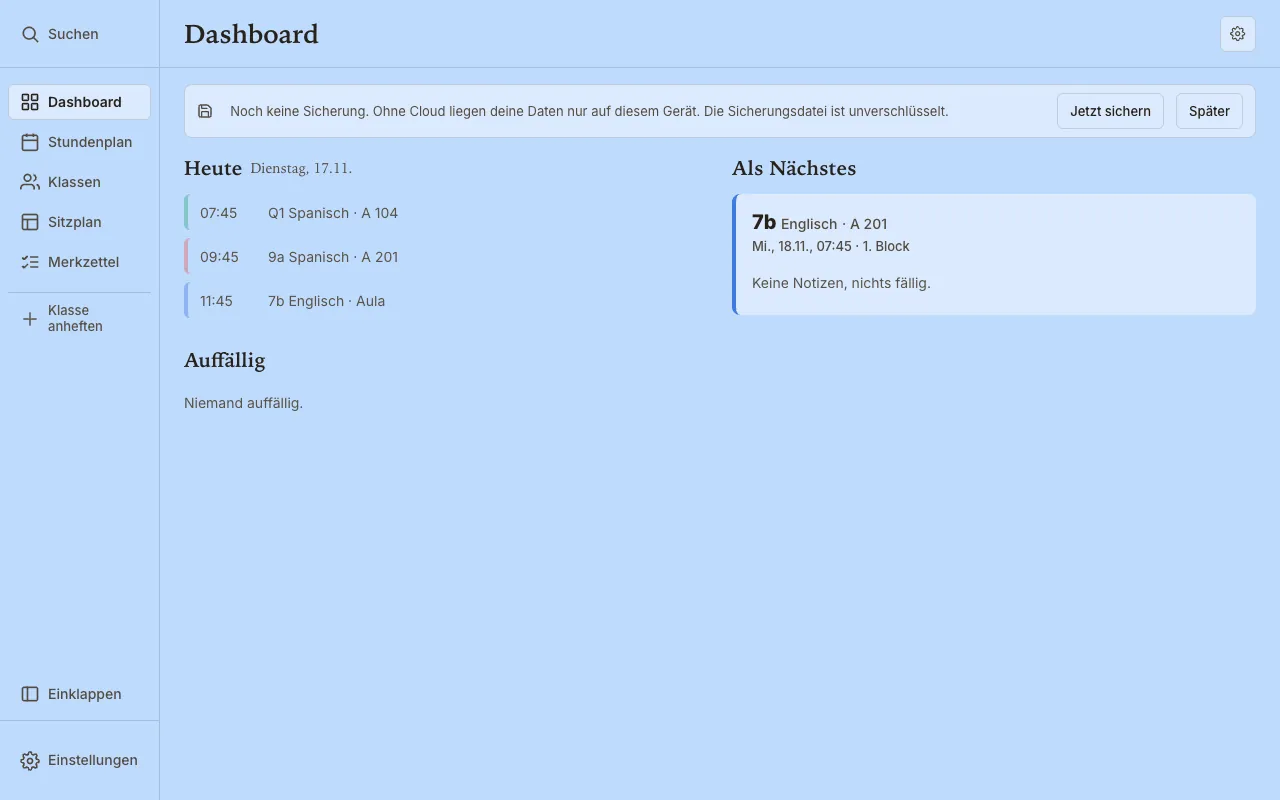 Suchen
Dashboard
Dashboard
Stundenplan
Klassen
Sitzplan
Merkzettel
Klasse
anheften
Einklappen
Einstellungen
Noch keine Sicherung. Ohne Cloud liegen deine Daten nur auf diesem Gerät. Die Sicherungsdatei ist unverschlüsselt.
Jetzt sichern
Später
Heute Dienstag, 17.11.
07:45 Q1 Spanisch · A 104
09:45 9a Spanisch · A 201
11:45 7b Englisch · Aula
Auffällig
Niemand auffällig.
Als Nächstes
7b Englisch · A 201
Mi., 18.11., 07:45 · 1. Block
Keine Notizen, nichts fällig.